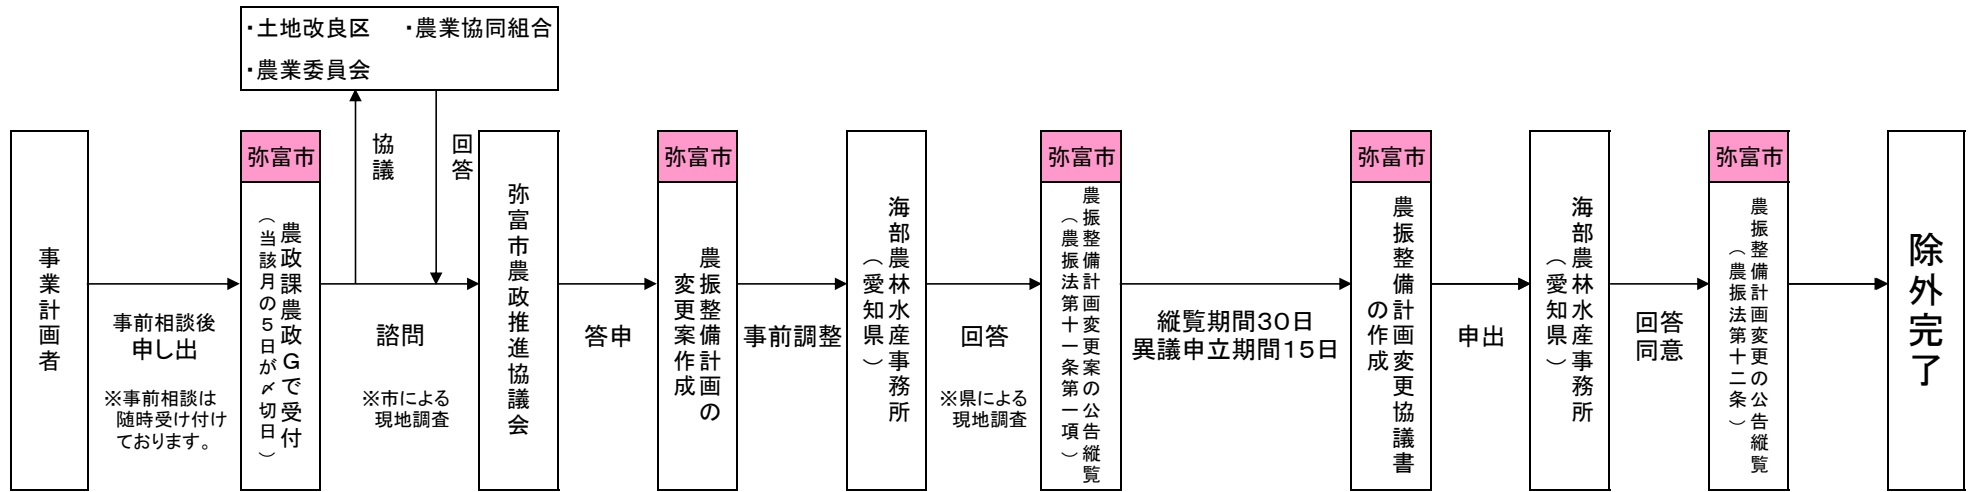 ・土地改良区　・農業協同組合
・農業委員会
協議
回答
事業計画者
事前相談後
申し出
※事前相談は
随時受け付け
ております。
弥富市
農政課農政Gで受付
（当該月の5日が〆切日）
諮問
※市による
現地調査
弥富市農政推進協議会
答申
弥富市
農振整備計画の
変更案作成
事前調整
海部農林水産事務所
（愛知県）
回答
※県による
現地調査
弥富市
農振整備計画変更案の公告縦覧
（農振法第十一条第一項）
縦覧期間30日
異議申立期間15日
弥富市
農振整備計画変更協議書
の作成
申出
海部農林水産事務所
（愛知県）
回答
同意
弥富市
農振整備計画変更の公告縦覧
（農振法第十二条）
除外完了